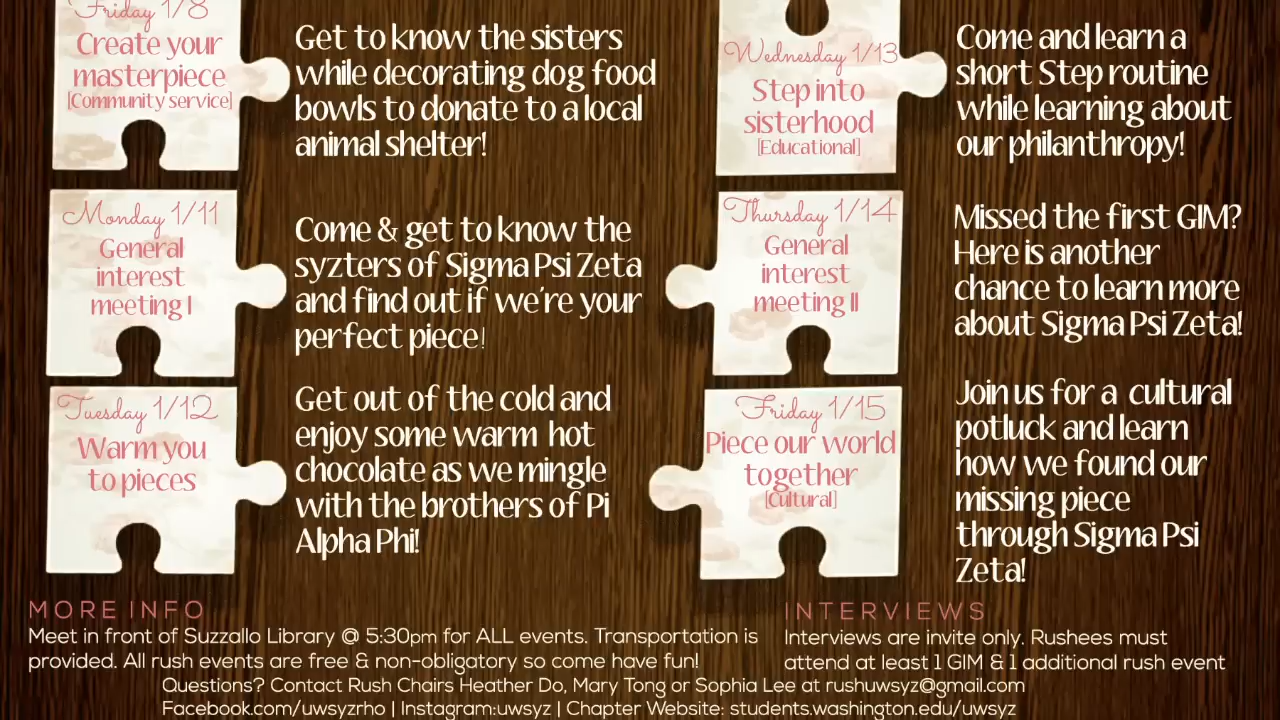 Friday 1/8
Create your
masterpiece
[Community service]
Get to know the sisters
while decorating dog food
bowls to donate to a local
animal shelter!
Monday 1/11
General
interest
meeting I
Come & get to know the
syzters of Sigma Psi Zeta
and find out if we're your
perfect piece!
Tuesday 1/12
Warm you
to pieces
Get out of the cold and
enjoy some warm hot
chocolate as we mingle
with the brothers of Pi
Alpha Phi!
Wednesday 1/13
Step into
sisterhood
[Educational]
Come and learn a
short Step routine
while learning about
our philanthropy!
Thursday 1/14
General
interest
meeting II
Missed the first GIM?
Here is another
chance to learn more
about Sigma Psi Zeta!
Friday 1/15
Piece our world
together
[Cultural]
Join us for a cultural
potluck and learn
how we found our
missing piece
through Sigma Psi
Zeta!
MORE INFO
Meet in front of Suzzallo Library @ 5:30pm for ALL events. Transportation is
provided. All rush events are free & non-obligatory so come have fun!
INTERVIEWS
Interviews are invite only. Rushees must
attend at least 1 GIM & 1 additional rush event
Questions? Contact Rush Chairs Heather Do, Mary Tong or Sophia Lee at rushuwsyz@gmail.com
Facebook.com/uwsyzrho | Instagram:uwsyz | Chapter Website: students.washington.edu/uwsyz